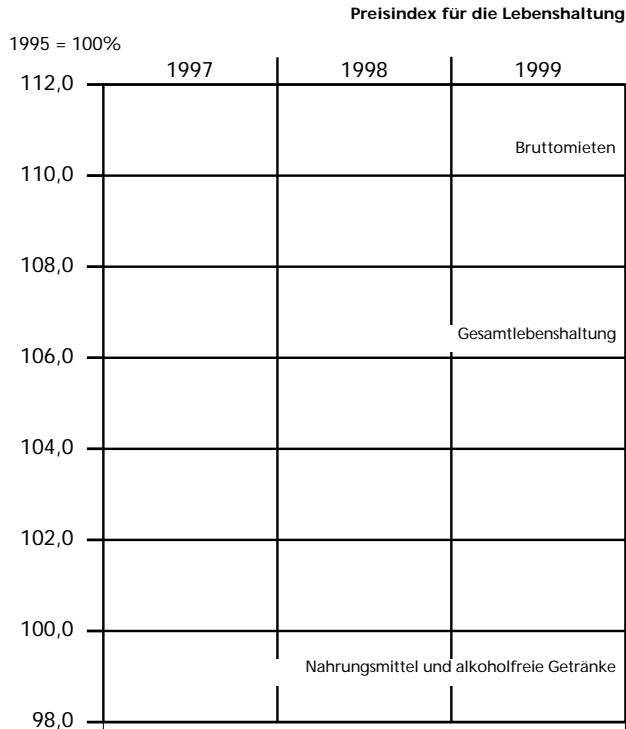 Preisindex für die Lebenshaltung
1995 = 100%
1997 1998 1999
112,0
Bruttomieten
110,0
108,0
Gesamtlebenshaltung
106,0
104,0
102,0
100,0
Nahrungsmittel und alkoholfreie Getränke
98,0